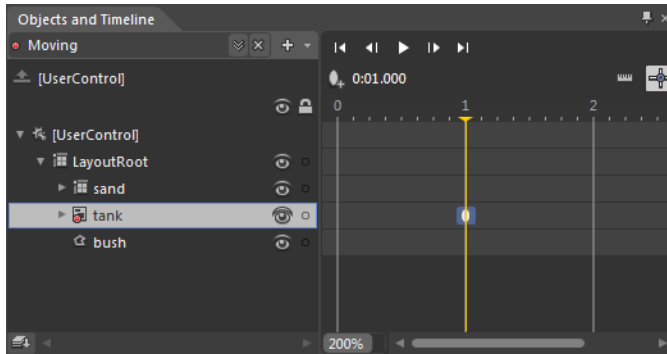 Objects and Timeline
Moving
[UserControl]
0:01.000
0 1 2
[UserControl]
LayoutRoot
sand
tank
bush
200%